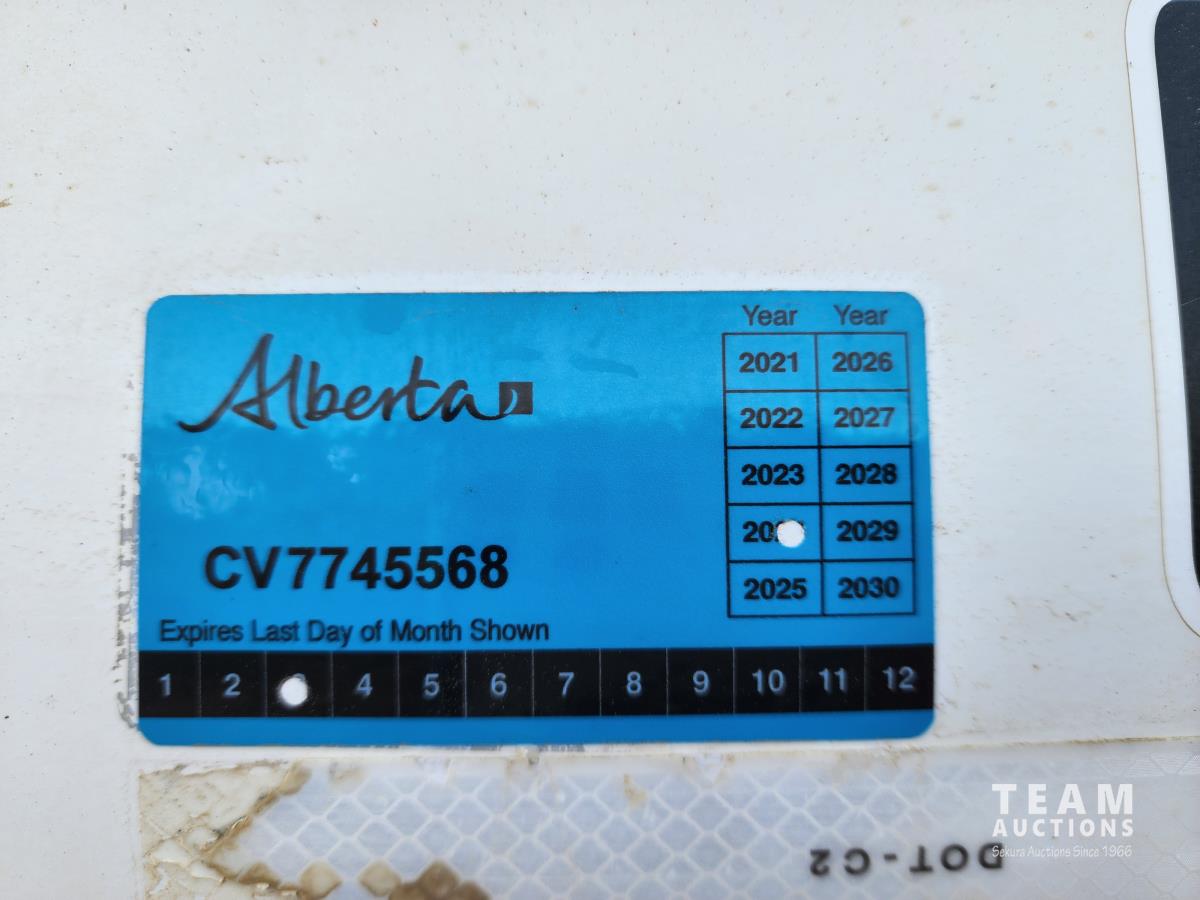 Alberta
Year Year
2021 2026
2022 2027
2023 2028
2029
2025 2030
CV7745568
Expires Last Day of Month Shown
1 2 4 5 6 7 8 9 10 11 12
TEAM
AUCTIONS
Sekura Auctions Since 1966
DOT-C2